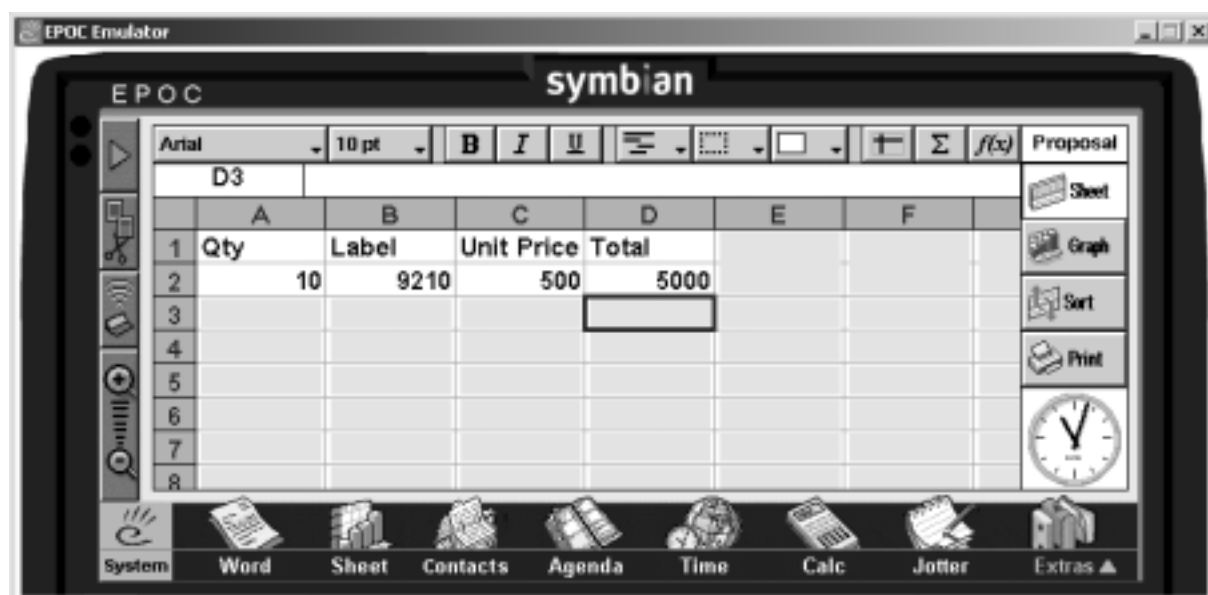 EPOC Emulator
symbian
EPOC
Arial 10 pt B I U Σ f(x) Proposal
D3
Sheet
A B C D E F
1 Qty Label Unit Price Total
Graph
2 10 9210 500 5000
3
Sort
4
Print
5
6
7
8
System Word Sheet Contacts Agenda Time Calc Jotter Extras ▲